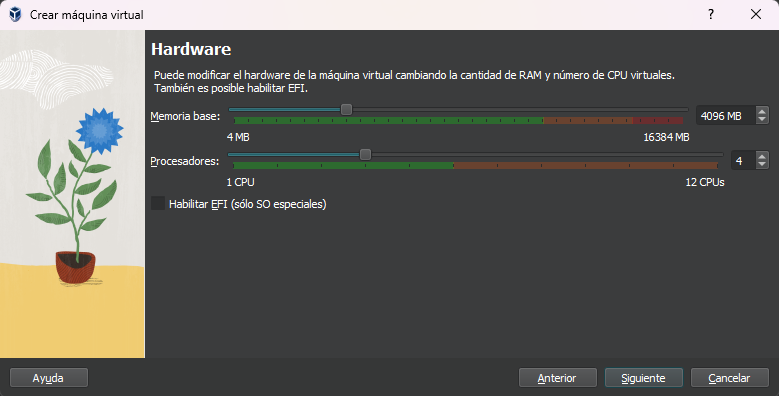 Crear máquina virtual
?
Hardware
Puede modificar el hardware de la máquina virtual cambiando la cantidad de RAM y número de CPU virtuales.
También es posible habilitar EFI.
Memoria base:
4096 MB
4 MB
16384 MB
Procesadores:
4
1 CPU
12 CPUs
Habilitar EFI (sólo SO especiales)
Ayuda
Anterior
Siguiente
Cancelar